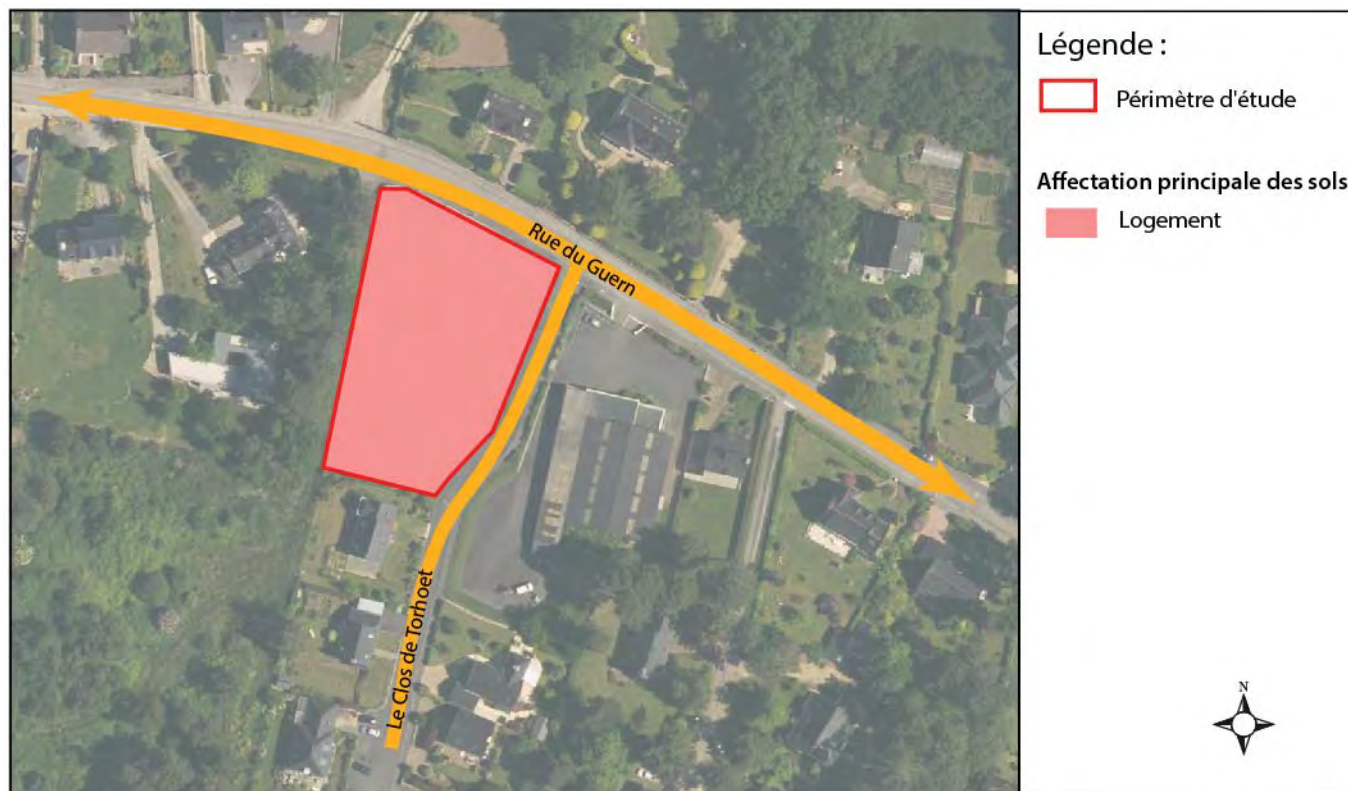 Légende :
Périmètre d'étude
Affectation principale des sols
Logement
Rue du Guern
Le Clos de Torhoet
N